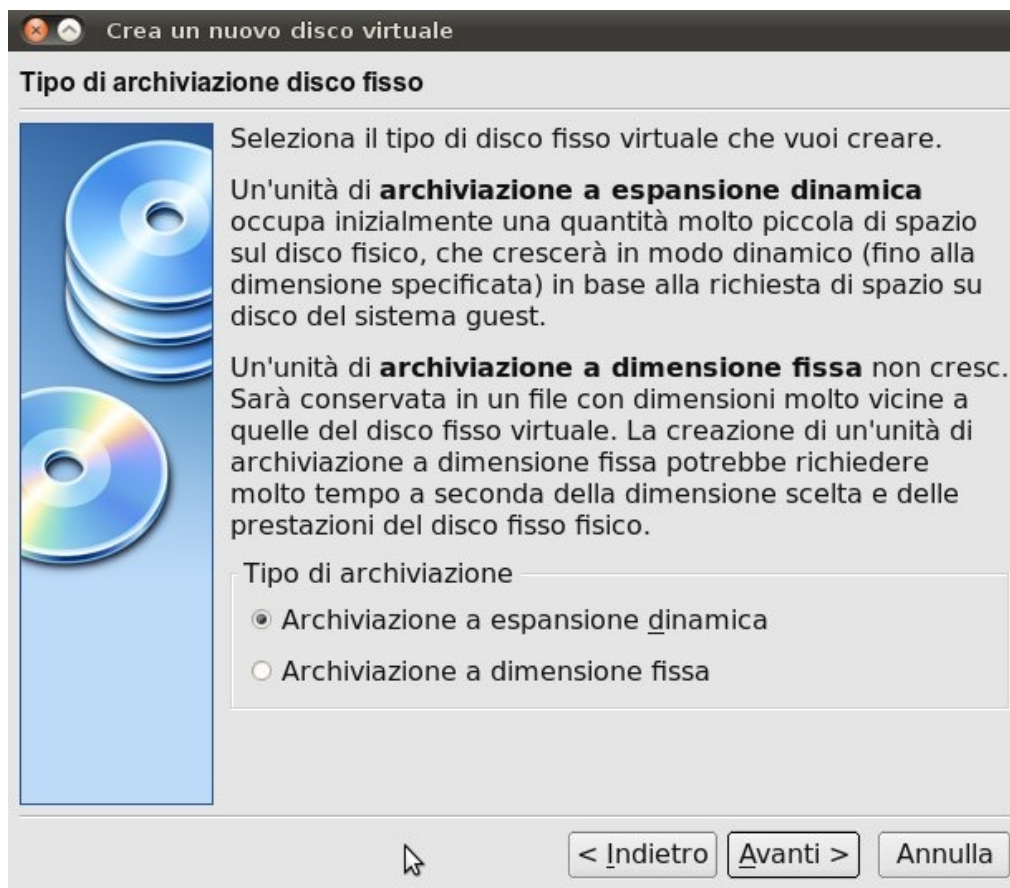 Crea un nuovo disco virtuale
Tipo di archiviazione disco fisso
Seleziona il tipo di disco fisso virtuale che vuoi creare.
Un'unità di archiviazione a espansione dinamica
occupa inizialmente una quantità molto piccola di spazio
sul disco fisico, che crescerà in modo dinamico (fino alla
dimensione specificata) in base alla richiesta di spazio su
disco del sistema guest.
Un'unità di archiviazione a dimensione fissa non cresc.
Sarà conservata in un file con dimensioni molto vicine a
quelle del disco fisso virtuale. La creazione di un'unità di
archiviazione a dimensione fissa potrebbe richiedere
molto tempo a seconda della dimensione scelta e delle
prestazioni del disco fisso fisico.
Tipo di archiviazione
Archiviazione a espansione dinamica
Archiviazione a dimensione fissa
< Indietro Avanti > Annulla